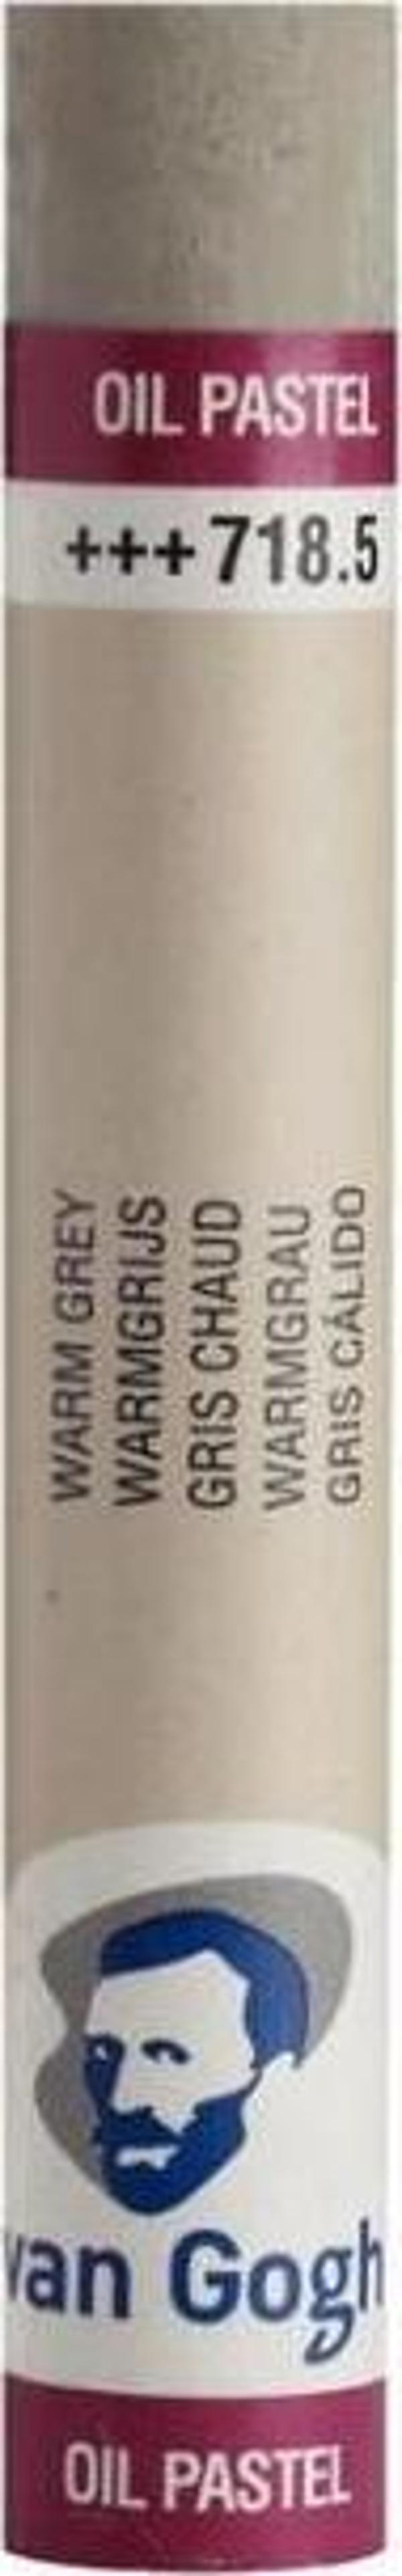 OIL PASTEL
+++ 718.5
WARM GREY
WARMGRIJS
GRIS CHAUD
WARMGRAU
GRIS CÁLIDO
van Gogh
OIL PASTEL